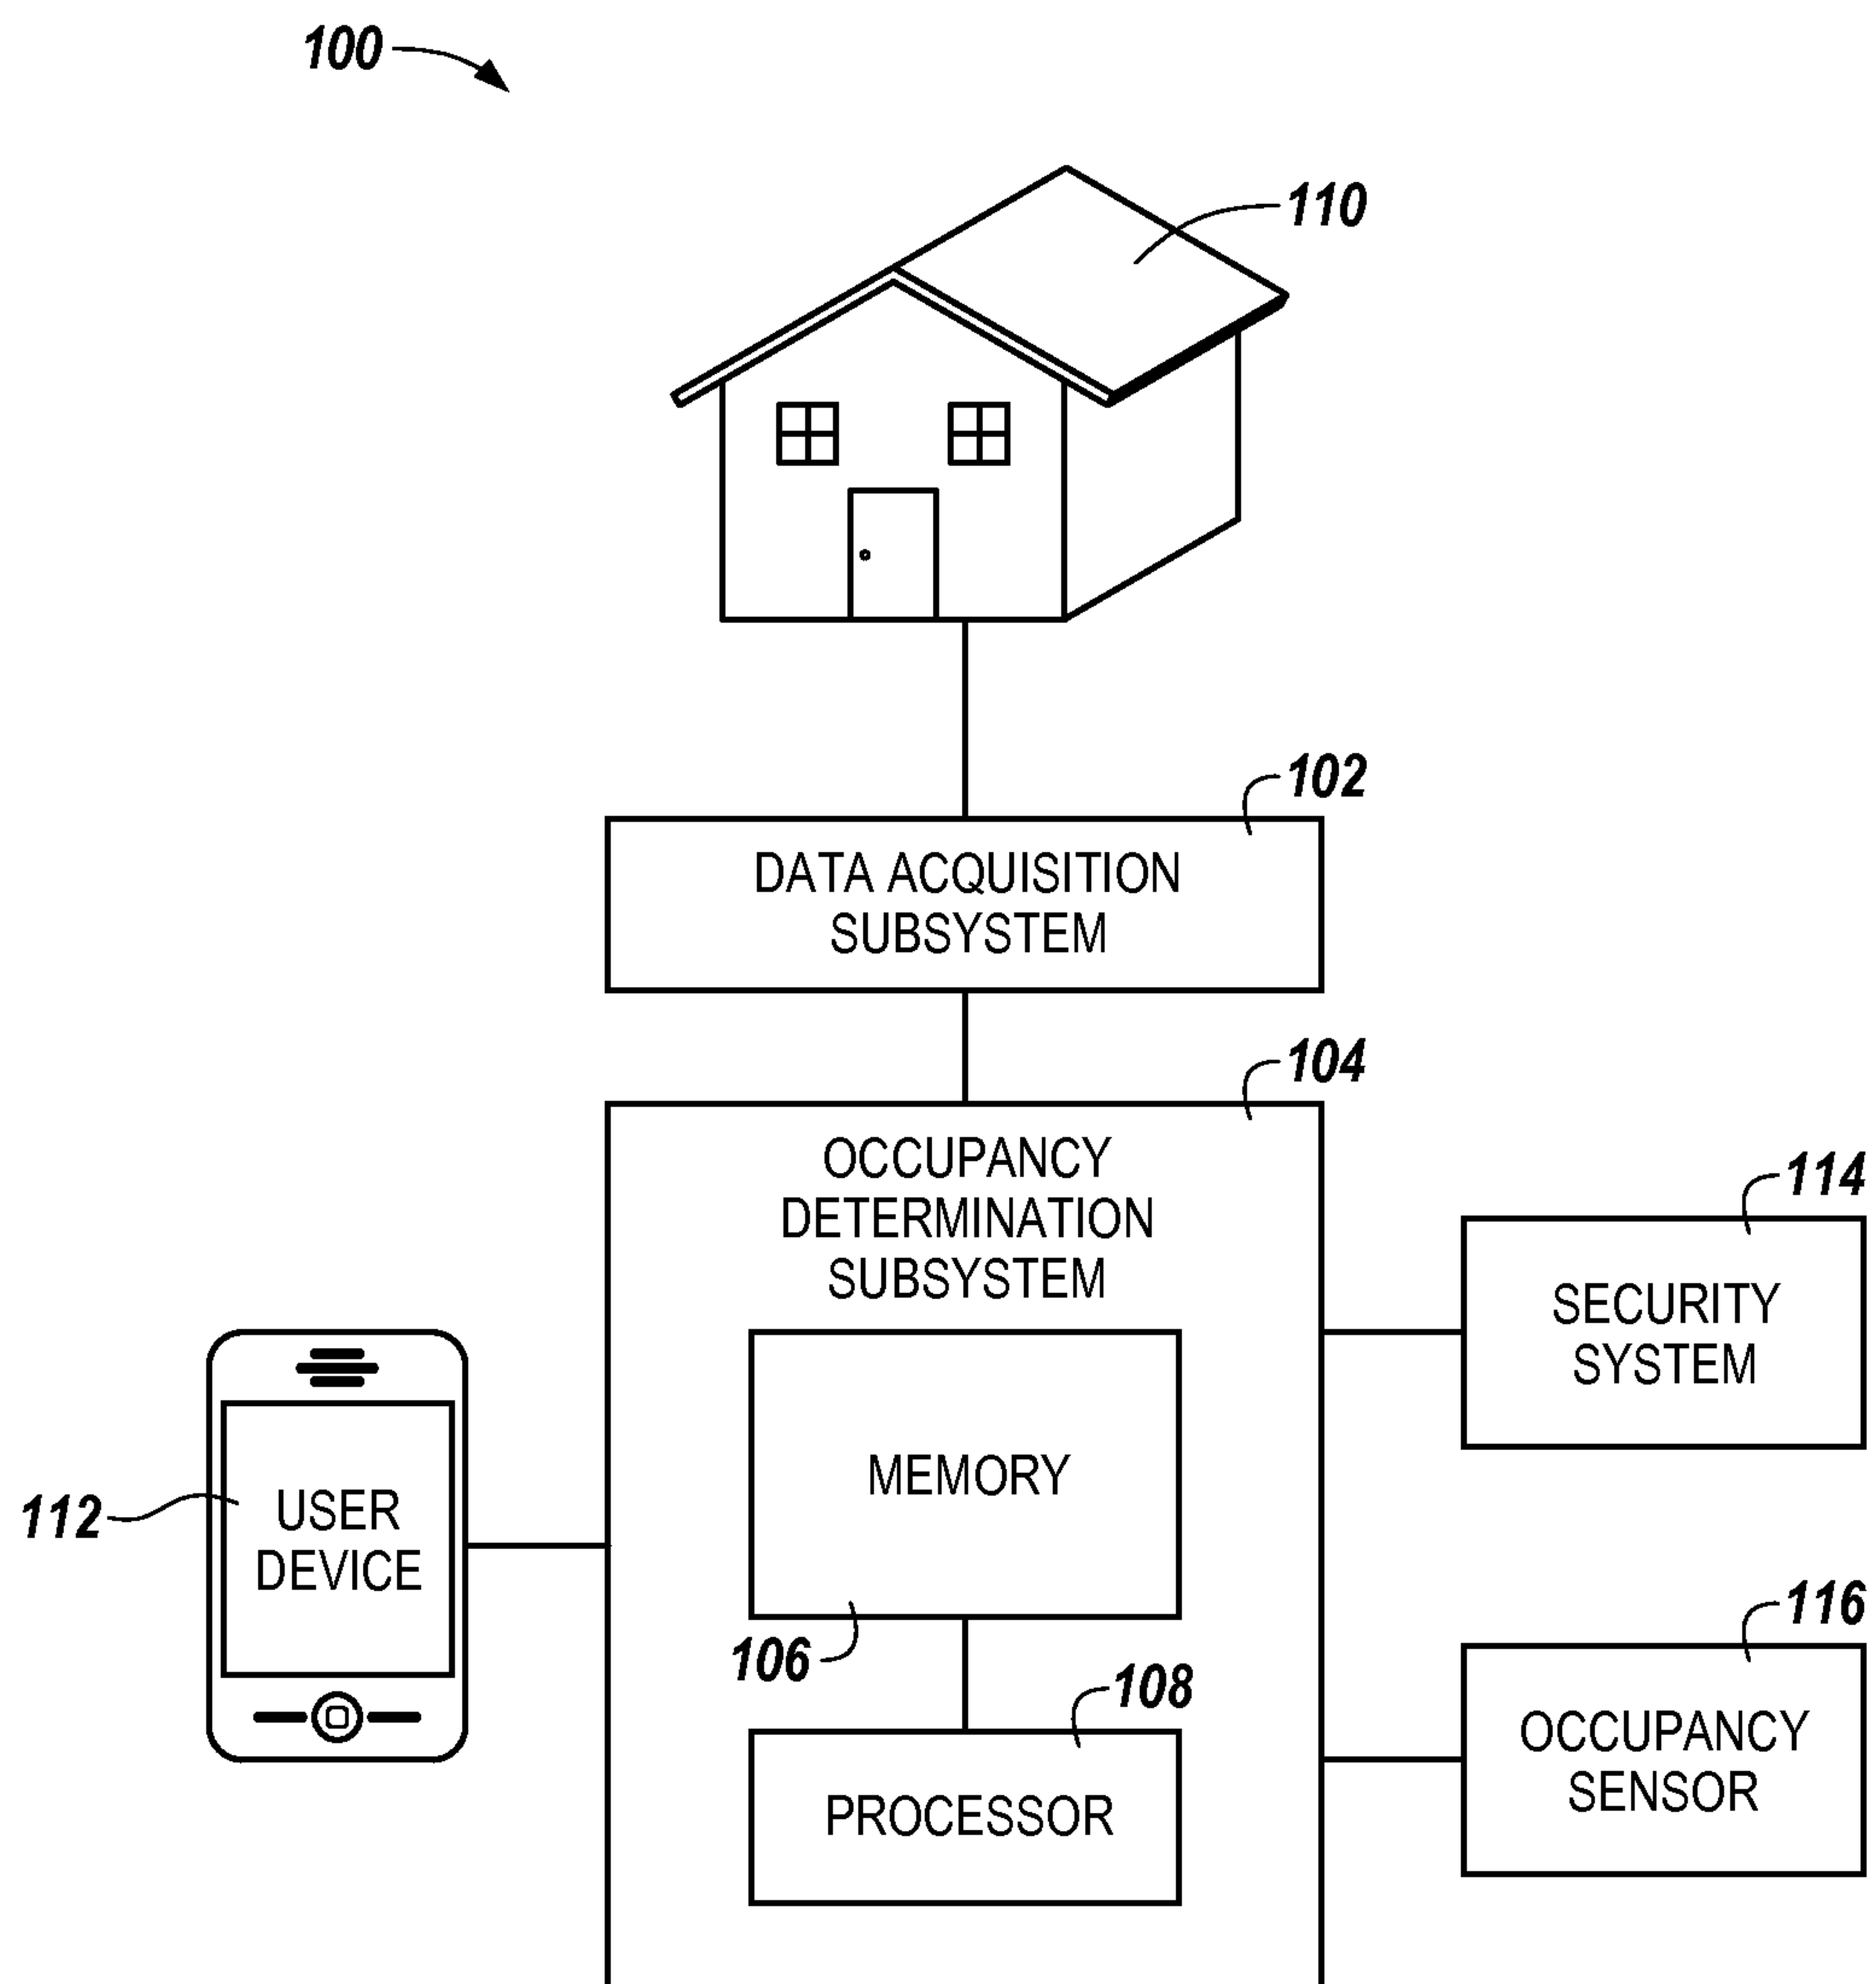 100
110
102
DATA ACQUISITION
SUBSYSTEM
104
OCCUPANCY
DETERMINATION
SUBSYSTEM
114
SECURITY
SYSTEM
MEMORY
112
USER
DEVICE
106
108
PROCESSOR
116
OCCUPANCY
SENSOR